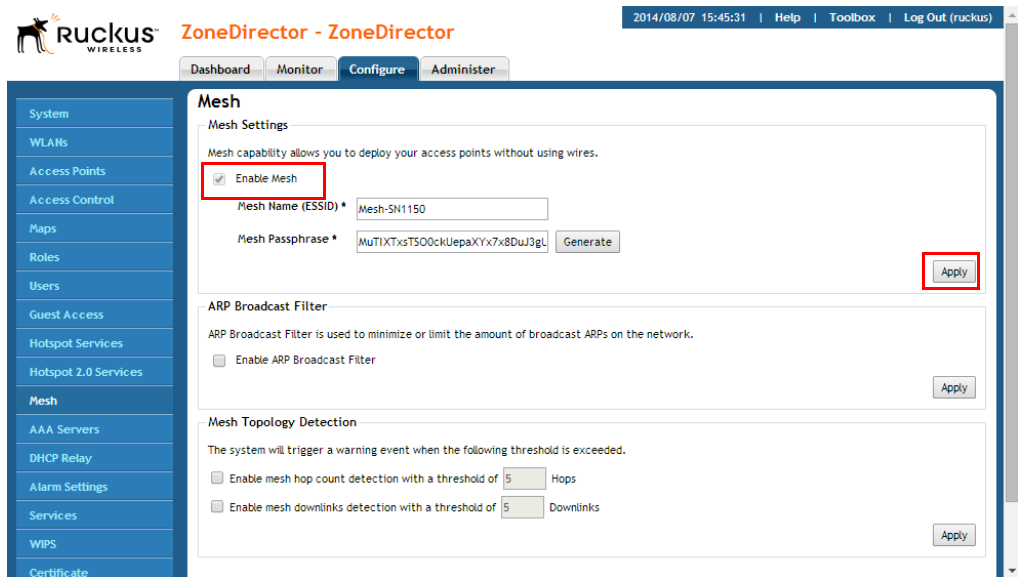 2014/08/07 15:45:31 | Help | Toolbox | Log Out (ruckus)
RUCKUS
WIRELESS
ZoneDirector - ZoneDirector
Dashboard Monitor Configure Administer
System
WLANs
Access Points
Access Control
Maps
Roles
Users
Guest Access
Hotspot Services
Hotspot 2.0 Services
Mesh
AAA Servers
DHCP Relay
Alarm Settings
Services
WIPS
Certificate
Mesh
Mesh Settings
Mesh capability allows you to deploy your access points without using wires.
Enable Mesh
Mesh Name (ESSID) * Mesh-SN1150
Mesh Passphrase * Generate
Apply
ARP Broadcast Filter
ARP Broadcast Filter is used to minimize or limit the amount of broadcast ARPs on the network.
Enable ARP Broadcast Filter
Apply
Mesh Topology Detection
The system will trigger a warning event when the following threshold is exceeded.
Enable mesh hop count detection with a threshold of 5 Hops
Enable mesh downlinks detection with a threshold of 5 Downlinks
Apply